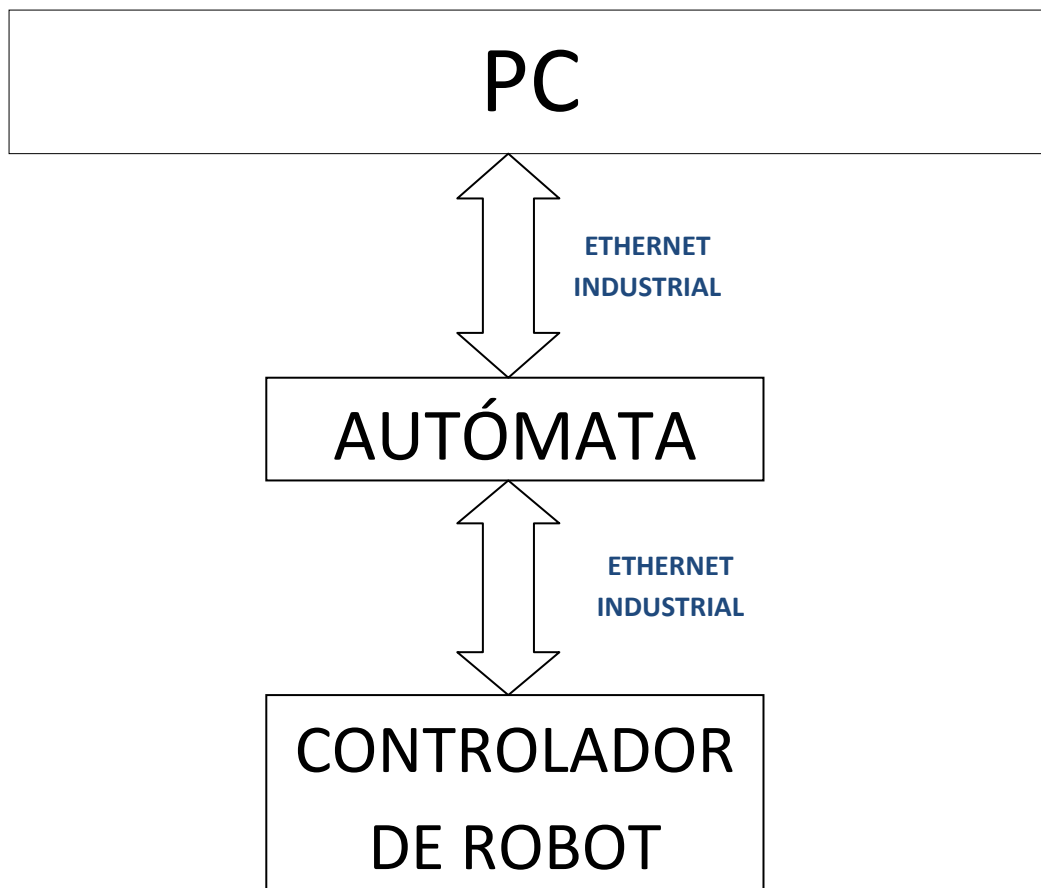 PC
ETHERNET
INDUSTRIAL
AUTÓMATA
ETHERNET
INDUSTRIAL
CONTROLADOR
DE ROBOT